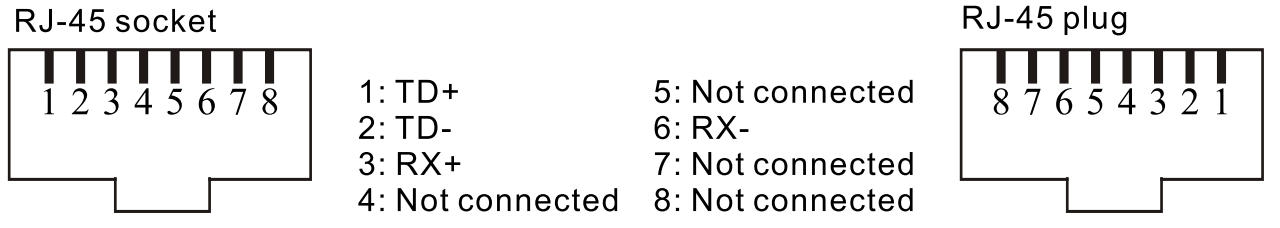 RJ-45 socket
1 2 3 4 5 6 7 8
1: TD+
2: TD-
3: RX+
4: Not connected
5: Not connected
6: RX-
7: Not connected
8: Not connected
RJ-45 plug
8 7 6 5 4 3 2 1